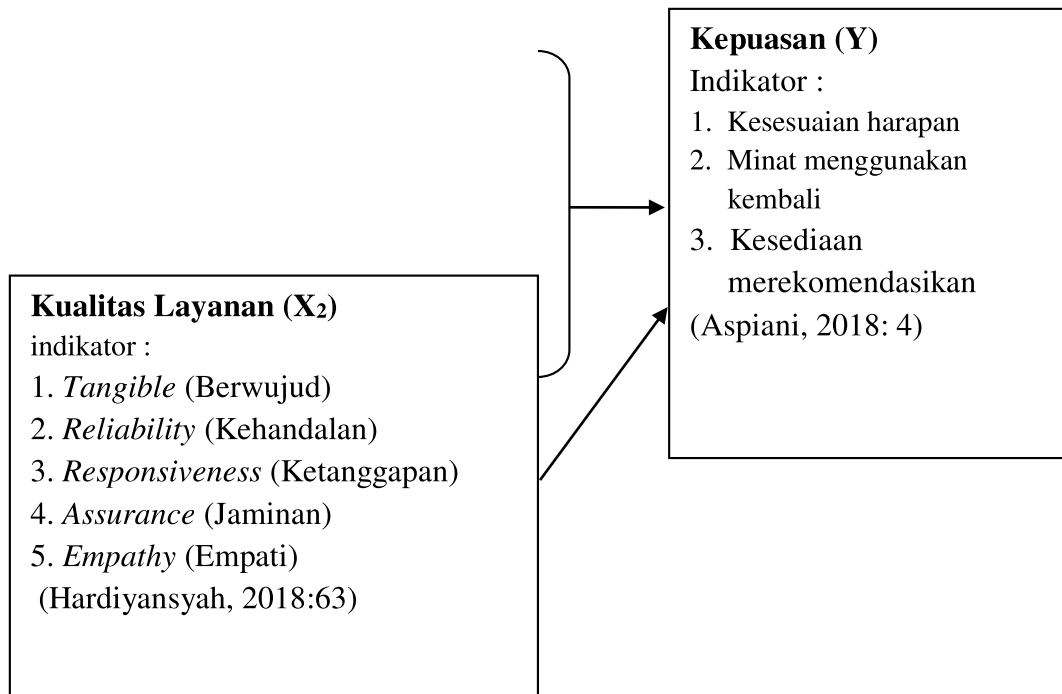 Kepuasan (Y)
Indikator :
1. Kesesuaian harapan
2. Minat menggunakan
kembali
3. Kesediaan
merekomendasikan
(Aspiani, 2018: 4)
Kualitas Layanan (X₂)
indikator :
1. Tangible (Berwujud)
2. Reliability (Kehandalan)
3. Responsiveness (Ketanggapan)
4. Assurance (Jaminan)
5. Empathy (Empati)
(Hardiyansyah, 2018:63)